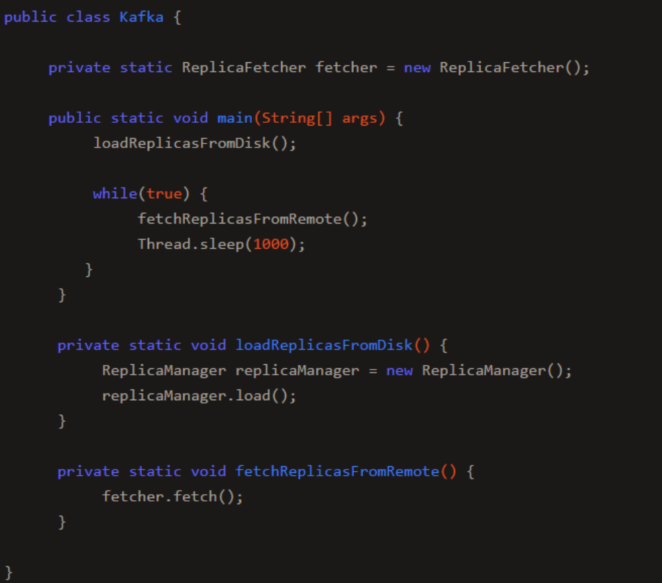 public class Kafka {
private static ReplicaFetcher fetcher = new ReplicaFetcher();
public static void main(String[] args) {
loadReplicasFromDisk();
while(true) {
fetchReplicasFromRemote();
Thread.sleep(1000);
}
}
private static void loadReplicasFromDisk() {
ReplicaManager replicaManager = new ReplicaManager();
replicaManager.load();
}
private static void fetchReplicasFromRemote() {
fetcher.fetch();
}
}